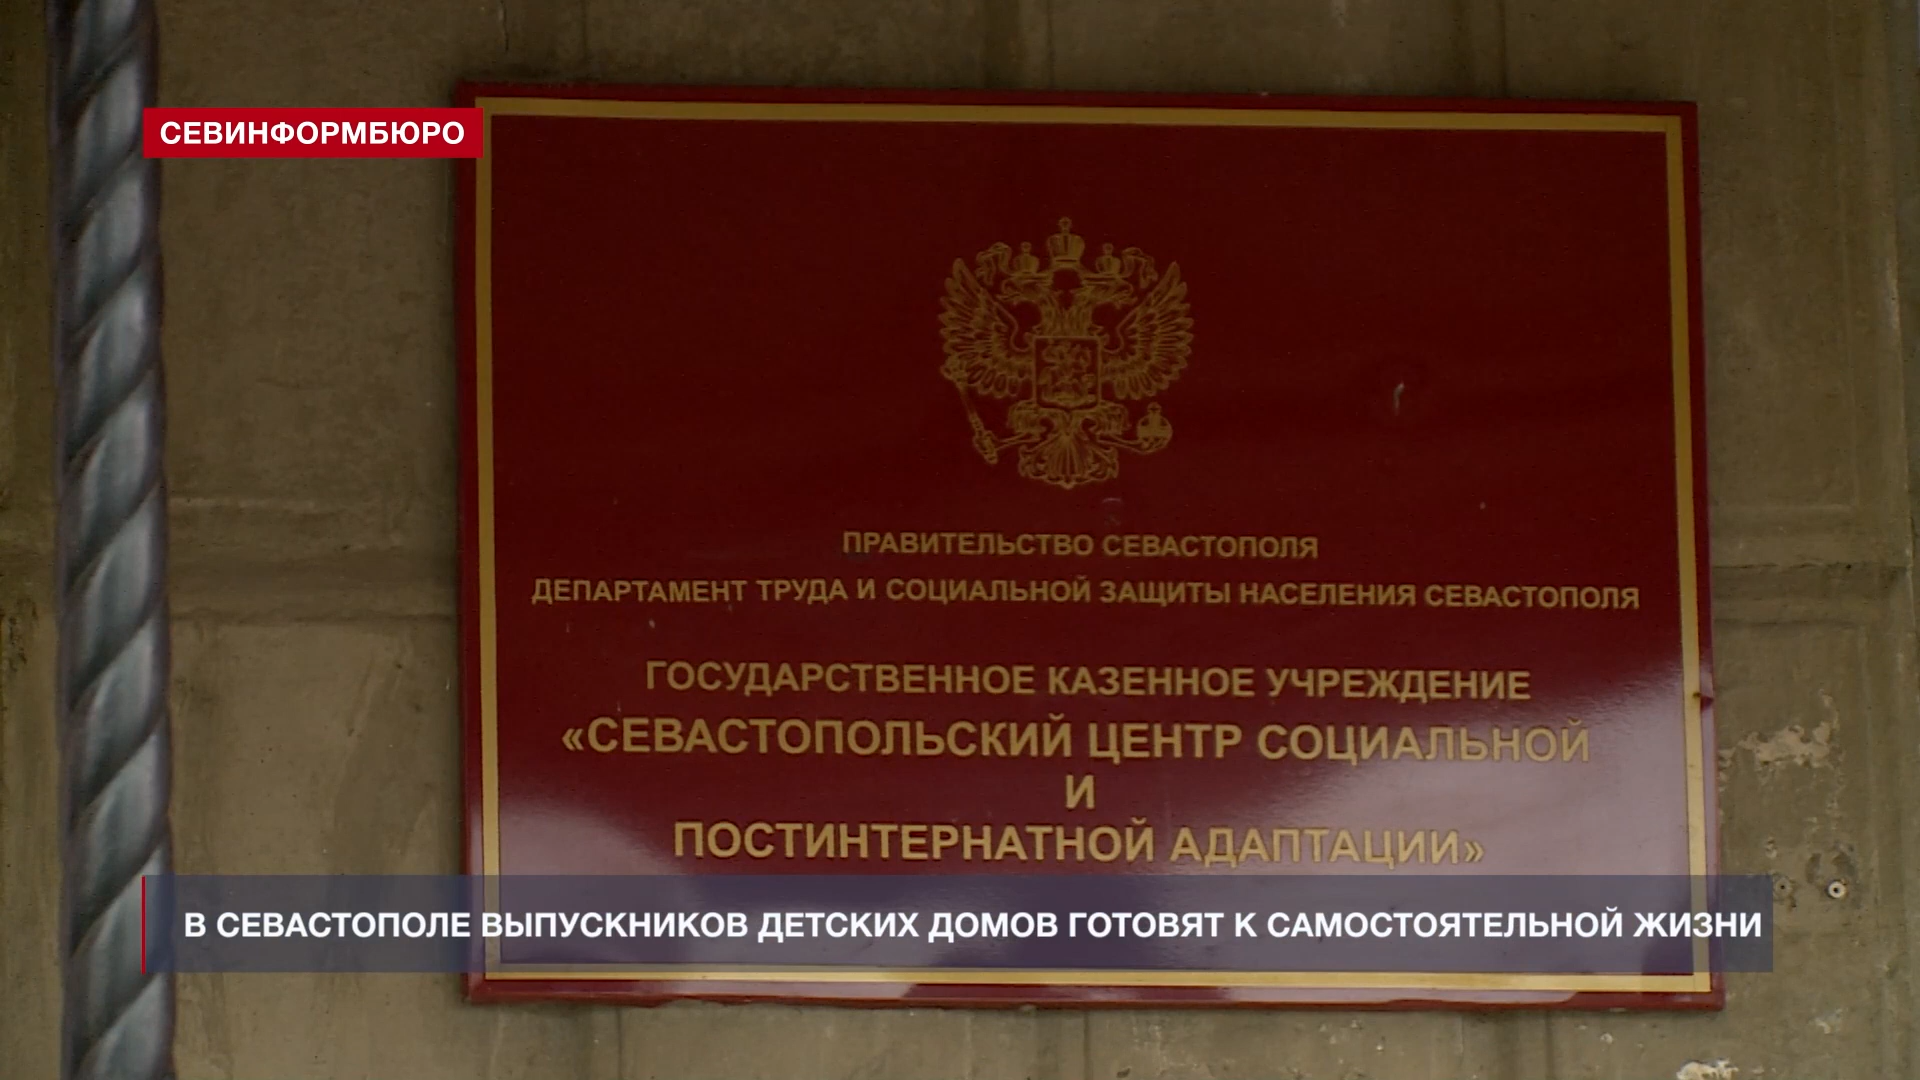 СЕВИНФОРМБЮРО
ПРАВИТЕЛЬСТВО СЕВАСТОПОЛЯ
ДЕПАРТАМЕНТ ТРУДА И СОЦИАЛЬНОЙ ЗАЩИТЫ НАСЕЛЕНИЯ СЕВАСТОПОЛЯ
ГОСУДАРСТВЕННОЕ КАЗЕННОЕ УЧРЕЖДЕНИЕ
«СЕВАСТОПОЛЬСКИЙ ЦЕНТР СОЦИАЛЬНОЙ
И
ПОСТИНТЕРНАТНОЙ АДАПТАЦИИ»
В СЕВАСТОПОЛЕ ВЫПУСКНИКОВ ДЕТСКИХ ДОМОВ ГОТОВЯТ К САМОСТОЯТЕЛЬНОЙ ЖИЗНИ